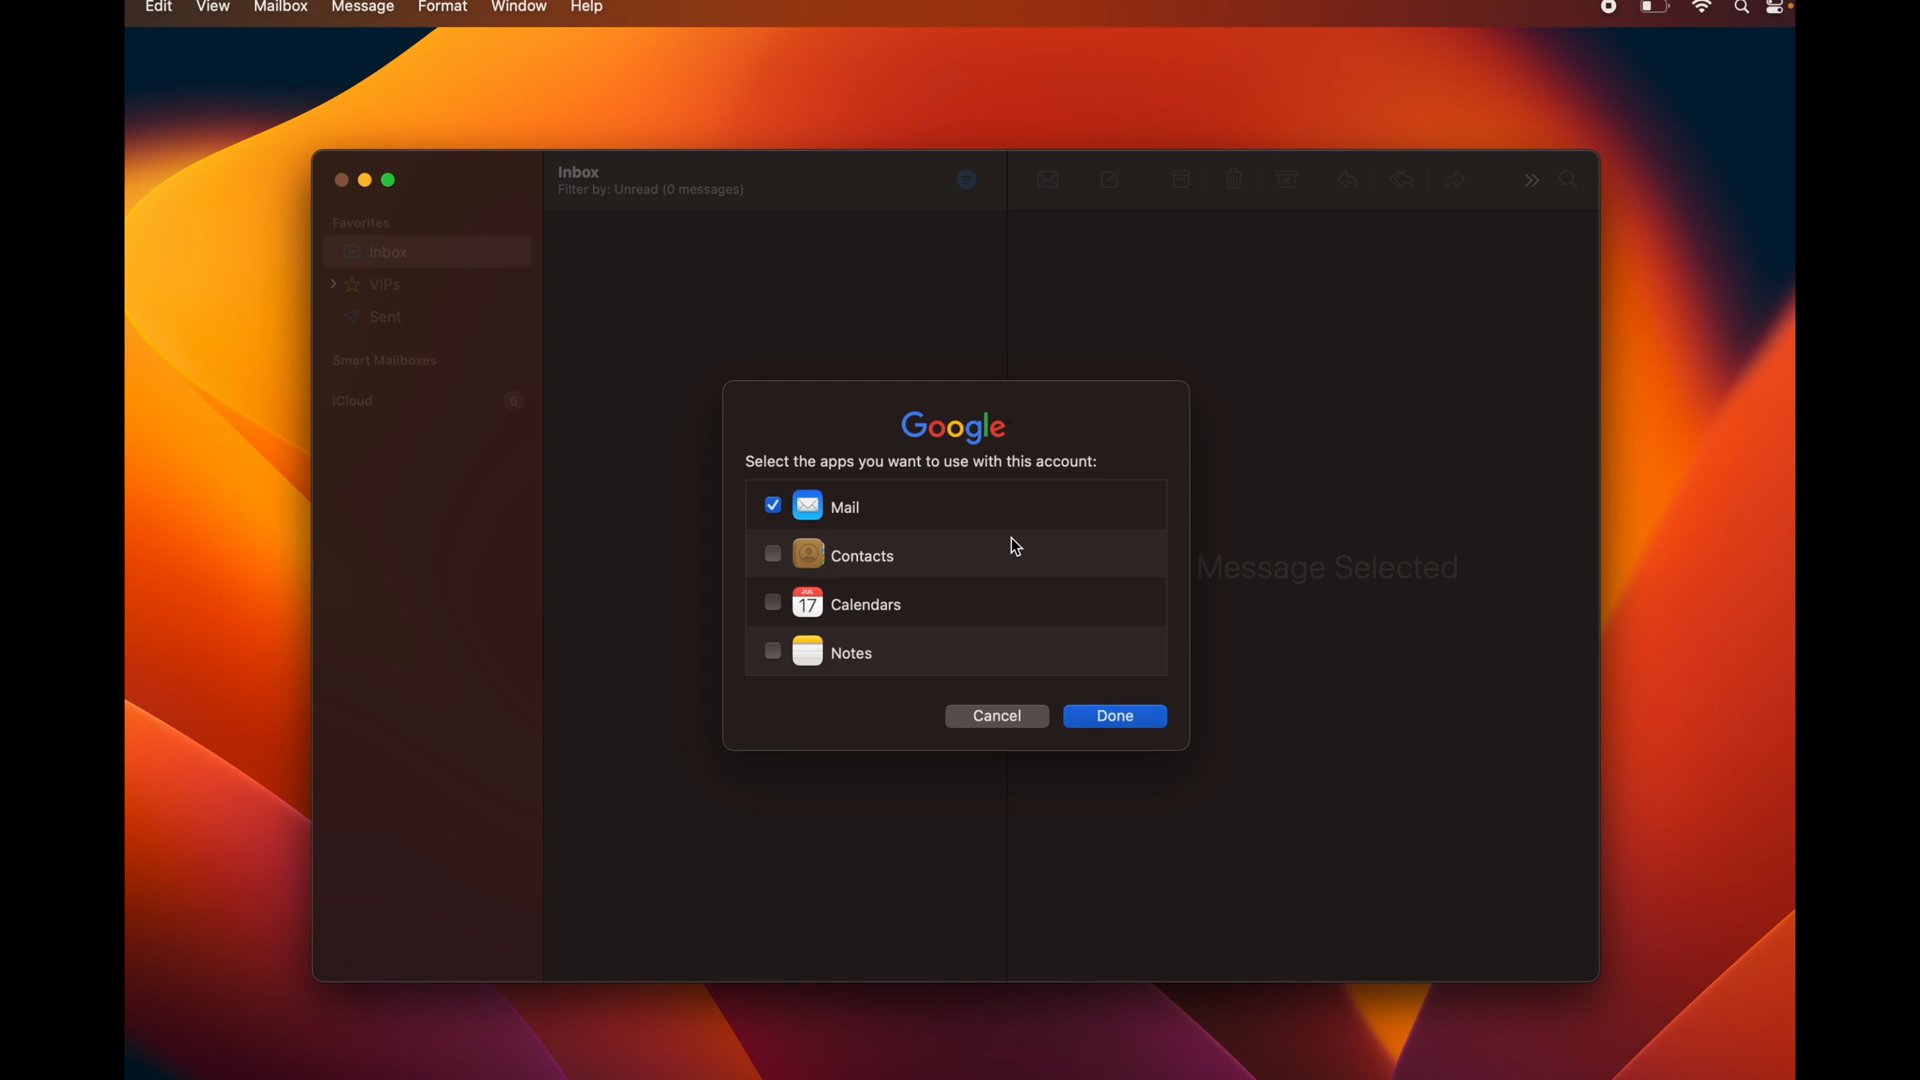 Edit View Mailbox Message Format Window Help
Inbox
Filter by: Unread (0 messages)
Favorites
Inbox
VIPs
Sent
Smart Mailboxes
iCloud 6
Google
Select the apps you want to use with this account:
Mail
Contacts
JUL
17
Calendars
Notes
Message Selected
Cancel Done